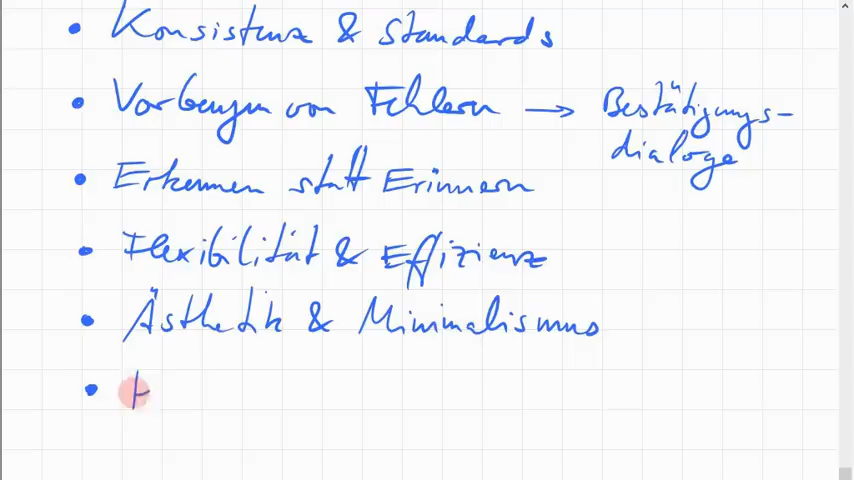 • Konsistenz & Standards
• Vorbeugen von Fehlern → Bestätigungs-
dialoge
• Erkennen statt Erinnern
• Flexibilität & Effizienz
• Ästhetik & Minimalismus
•